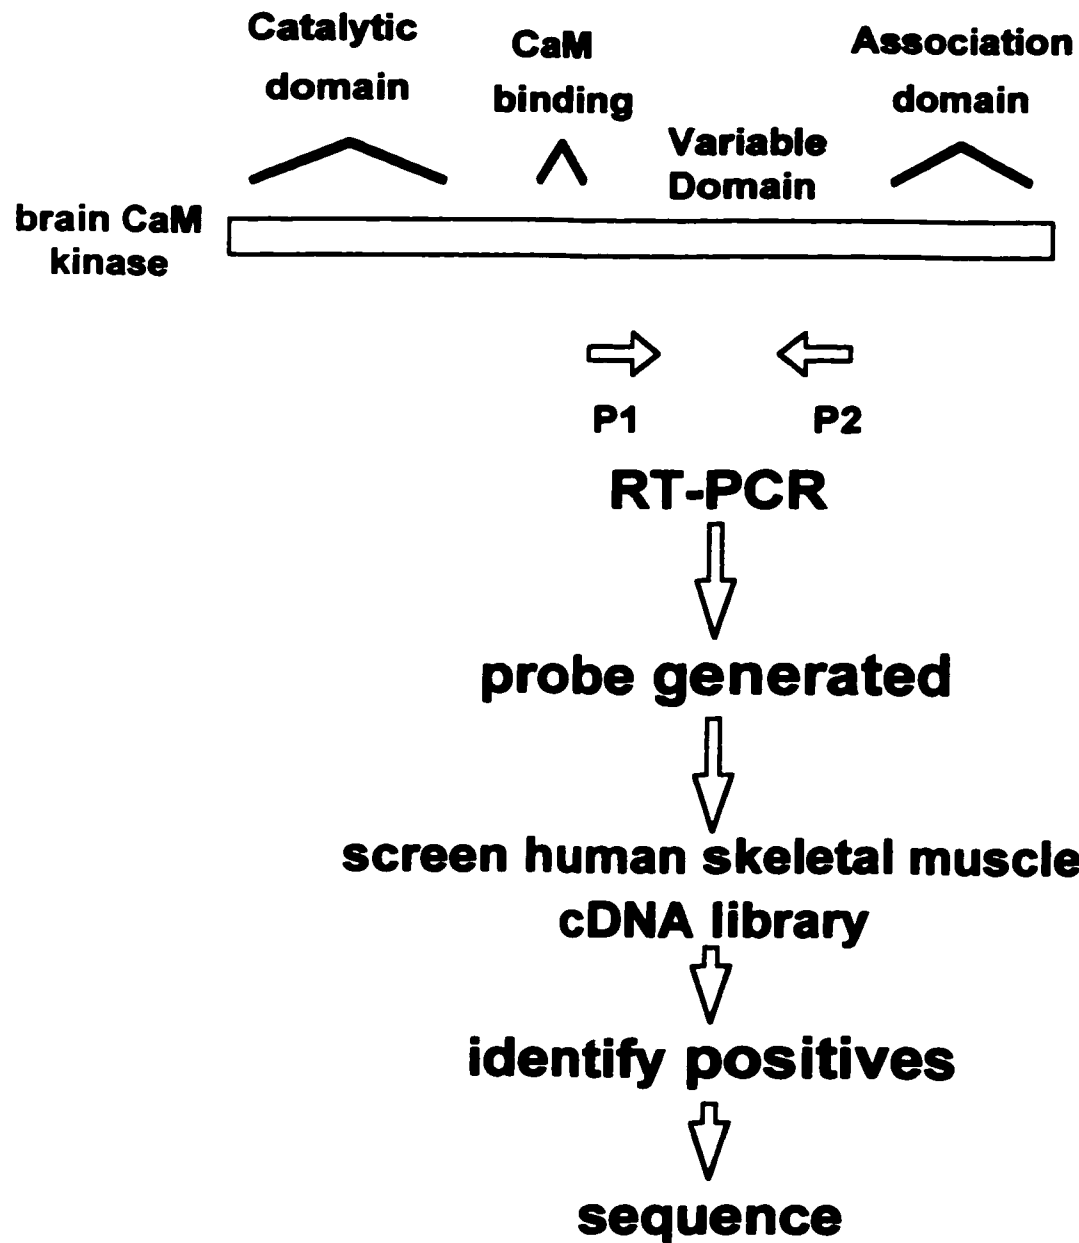 Catalytic
domain
CaM
binding
Variable
Domain
Association
domain
brain CaM
kinase
P1
P2
RT-PCR
probe generated
screen human skeletal muscle
cDNA library
identify positives
sequence